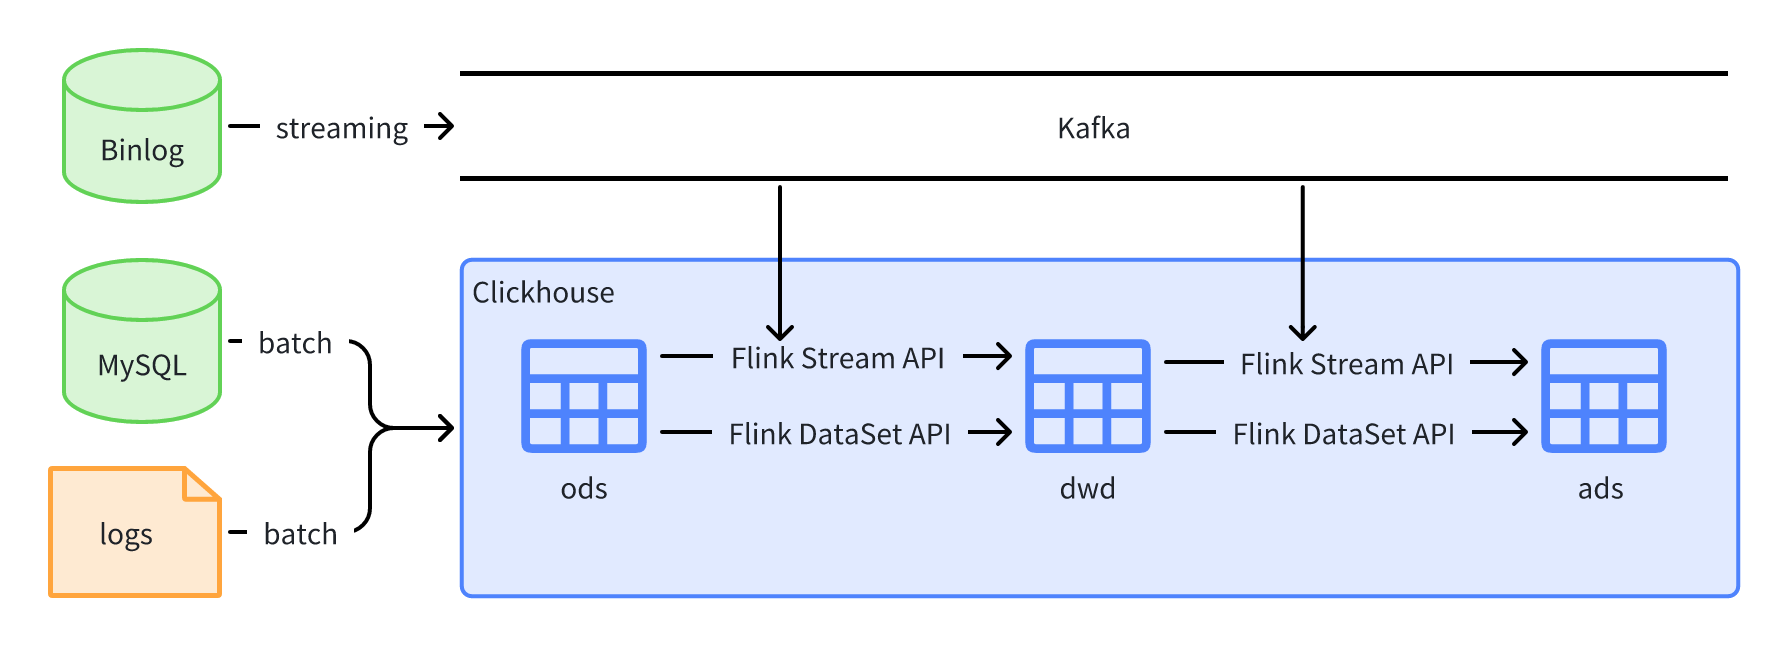 Binlog
streaming
Kafka
MySQL
batch
logs
batch
Clickhouse
Flink Stream API
Flink DataSet API
Flink Stream API
Flink DataSet API
ods
dwd
ads